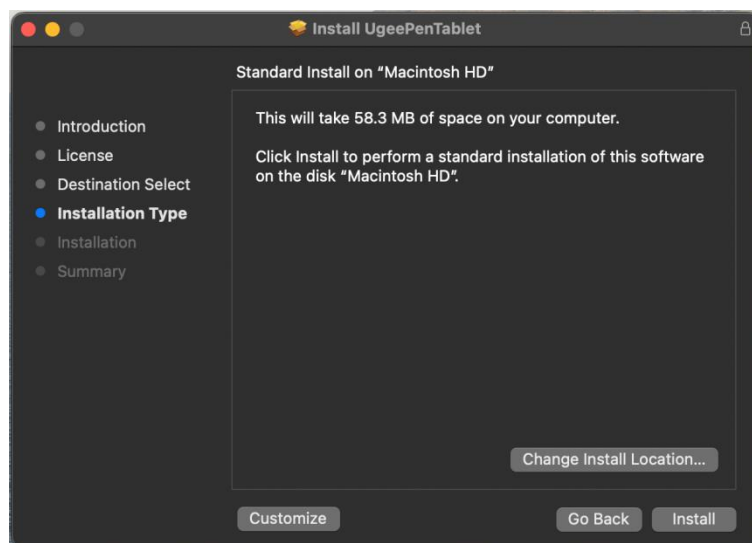 Install UgeePenTablet
Standard Install on “Macintosh HD”
Introduction
License
Destination Select
Installation Type
Installation
Summary
This will take 58.3 MB of space on your computer.
Click Install to perform a standard installation of this software
on the disk “Macintosh HD”.
Change Install Location...
Customize
Go Back
Install